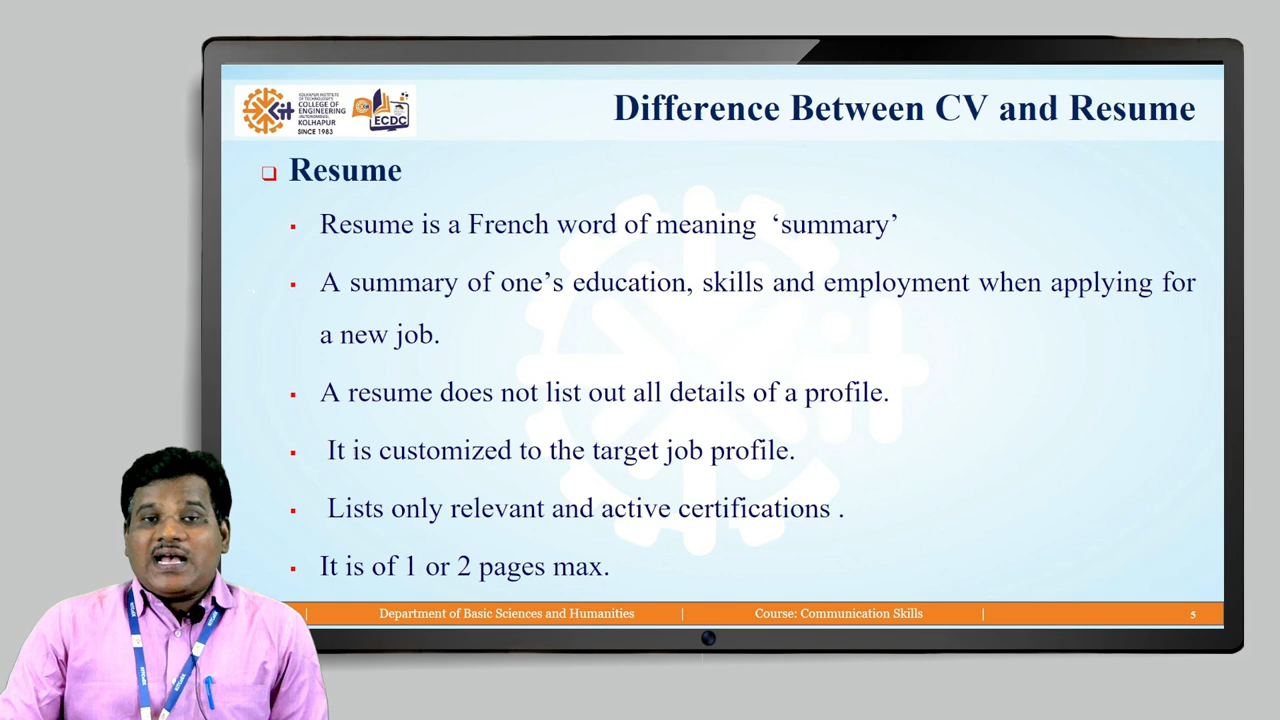 KOLHAPUR INSTITUTE
OF TECHNOLOGY'S
COLLEGE OF
ENGINEERING
(AUTONOMOUS)
KOLHAPUR
SINCE 1983
kit
ECDC
Difference Between CV and Resume
Resume
Resume is a French word of meaning ‘summary’
A summary of one’s education, skills and employment when applying for
a new job.
A resume does not list out all details of a profile.
It is customized to the target job profile.
Lists only relevant and active certifications .
It is of 1 or 2 pages max.
Department of Basic Sciences and Humanities
Course: Communication Skills
5